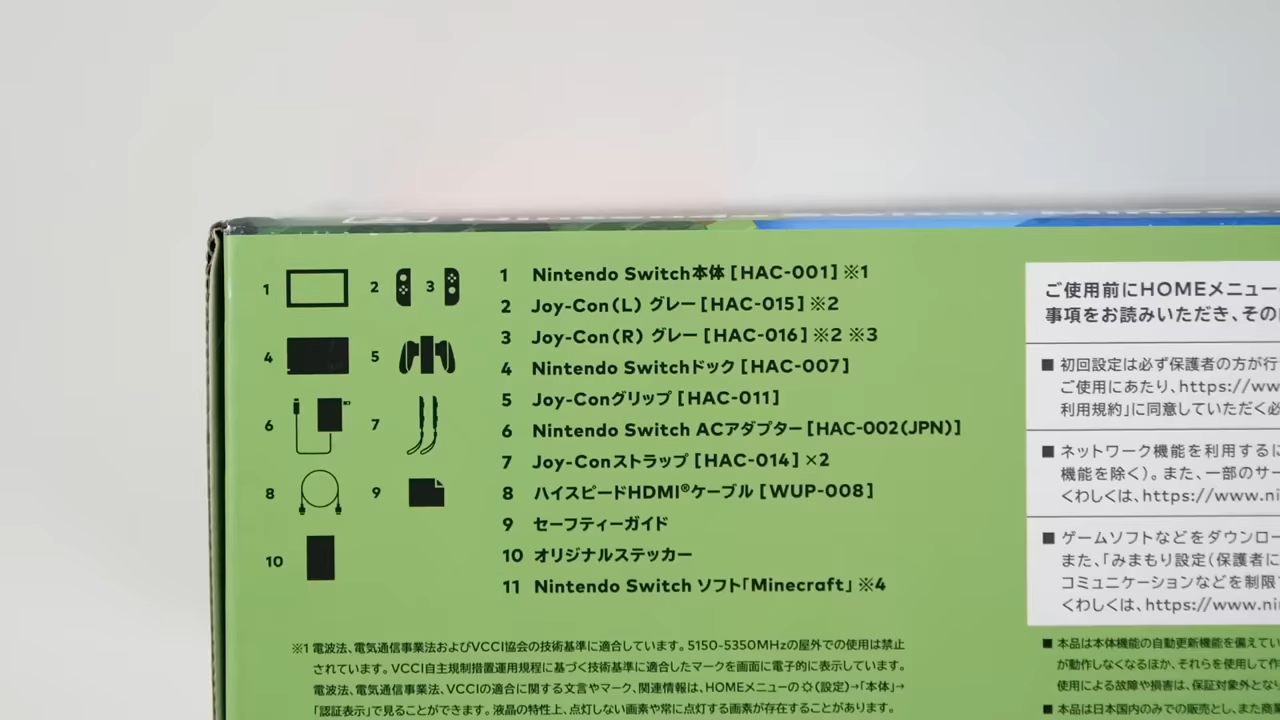 1
2
3
4
5
6
7
8
9
10
1 Nintendo Switch本体[HAC-001]※1
2 Joy-Con(L) グレー[HAC-015]※2
3 Joy-Con(R) グレー[HAC-016]※2 ※3
4 Nintendo Switchドック[HAC-007]
5 Joy-Conグリップ[HAC-011]
6 Nintendo Switch ACアダプター[HAC-002(JPN)]
7 Joy-Conストラップ[HAC-014]×2
8 ハイスピードHDMI®ケーブル[WUP-008]
9 セーフティーガイド
10 オリジナルステッカー
11 Nintendo Switch ソフト「Minecraft」※4
※1 電波法、電気通信事業法およびVCCI協会の技術基準に適合しています。5150-5350MHzの屋外での使用は禁止
されています。VCCI自主規制措置運用規程に基づく技術基準に適合したマークを画面に電子的に表示しています。
電波法、電気通信事業法、VCCIの適合に関する文言やマーク、関連情報は、HOMEメニューの(設定)→「本体」→
「認証表示」で見ることができます。液晶の特性上、点灯しない画素や常に点灯する画素が存在することがあります。
ご使用前にHOMEメニュー
事項をお読みいただき、その
■ 初回設定は必ず保護者の方が行
ご使用にあたり、https://ww
利用規約」に同意していただく必
■ ネットワーク機能を利用するに
機能を除く)。また、一部のサー
くわしくは、https://www.ni
■ ゲームソフトなどをダウンロー
また、「みまもり設定(保護者に
コミュニケーションなどを制限
くわしくは、https://www.ni
■ 本品は本体機能の自動更新機能を備えてい
が動作しなくなるほか、それらを使用して作
使用による故障や損害は、保証対象外となり
■ 本品は日本国内のみでの販売とし、また商